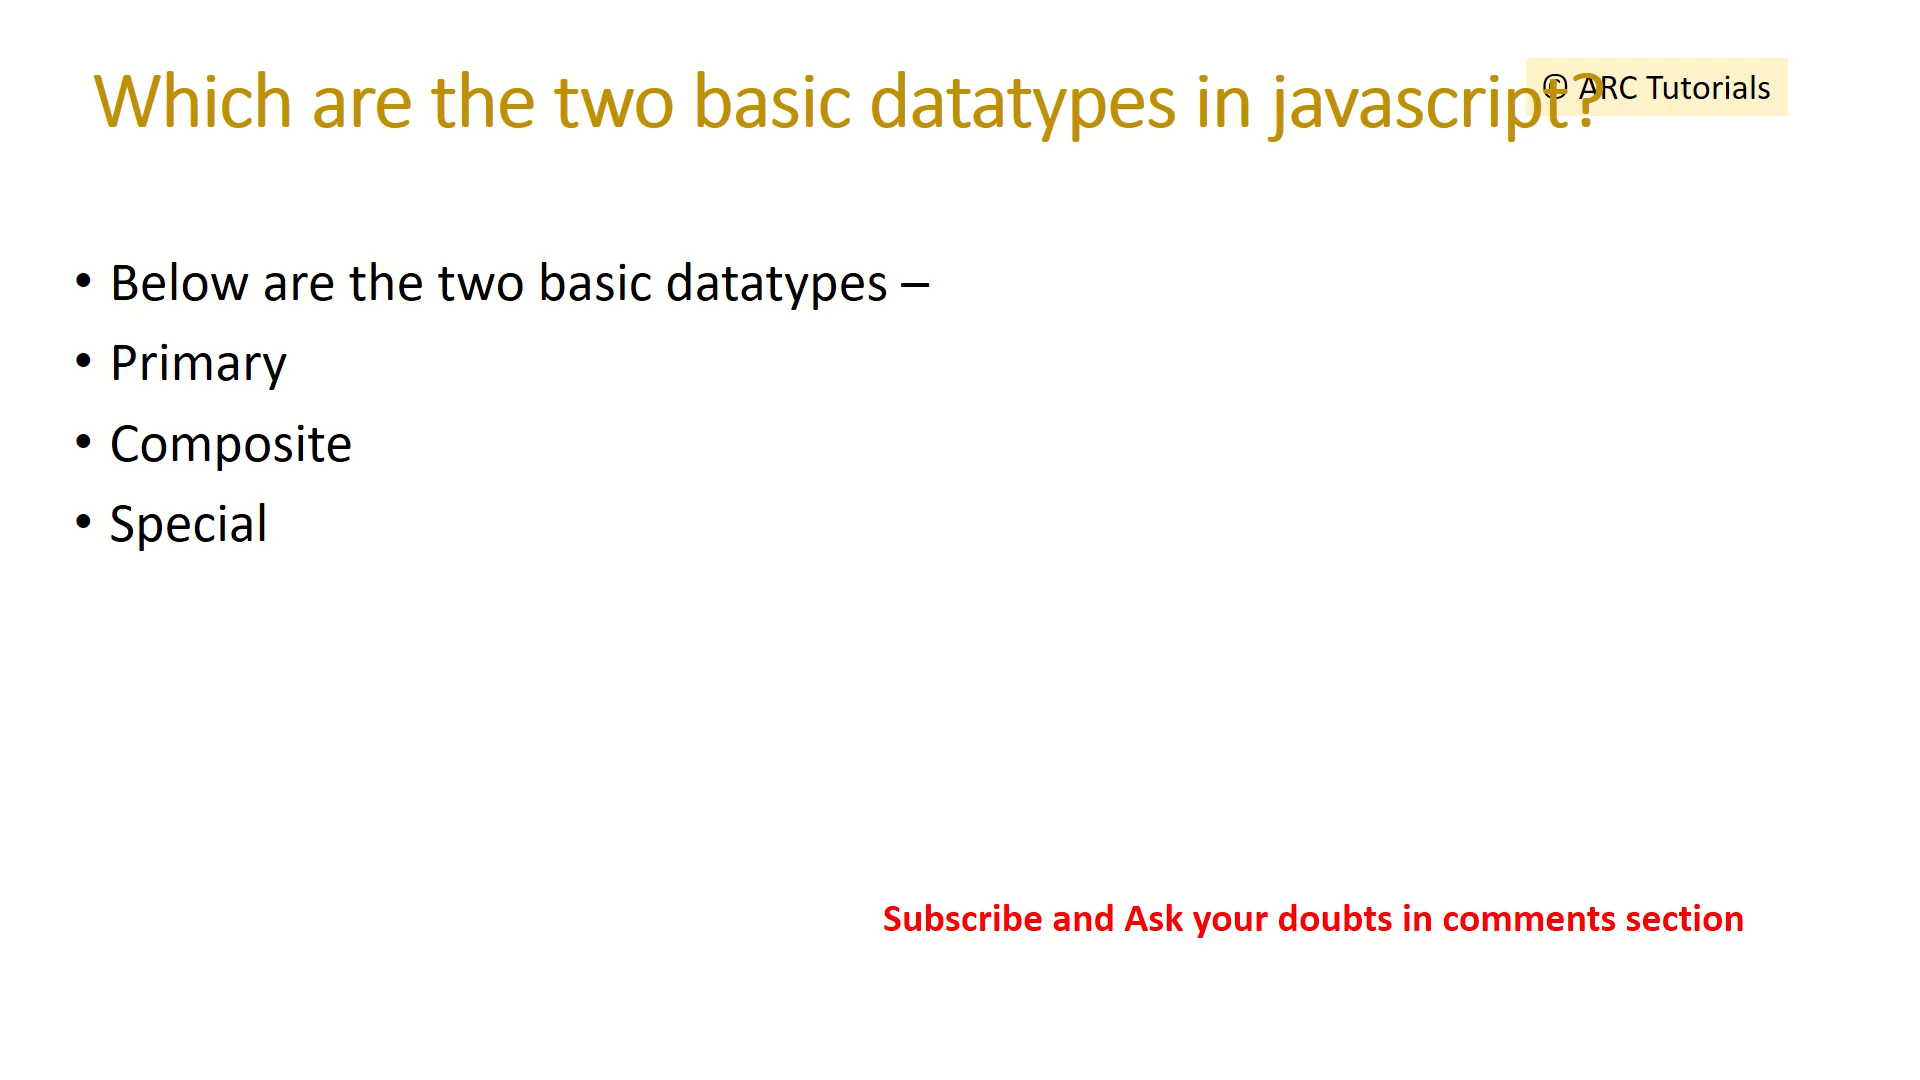 Which are the two basic datatypes in javascript?
© ARC Tutorials
• Below are the two basic datatypes –
• Primary
• Composite
• Special
Subscribe and Ask your doubts in comments section